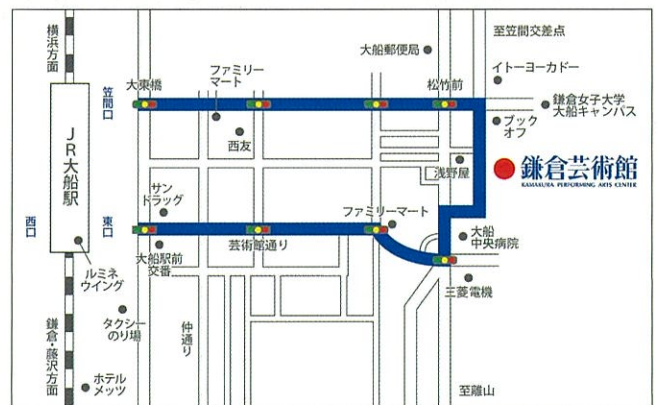 横浜方面
笠間口
大東橋
ファミリー
マート
西友
大船郵便局
松竹前
至笠間交差点
イトーヨーカドー
鎌倉女子大学
大船キャンパス
ブック
オフ
浅野屋
鎌倉芸術館
KAMAKURA PERFORMING ARTS CENTER
JR大船駅
西口
東口
サン
ドラッグ
大船駅前
交番
芸術館通り
ファミリーマート
大船
中央病院
三菱電機
ルミネ
ウイング
タクシー
のり場
仲通り
鎌倉・藤沢方面
ホテル
メッツ
至離山